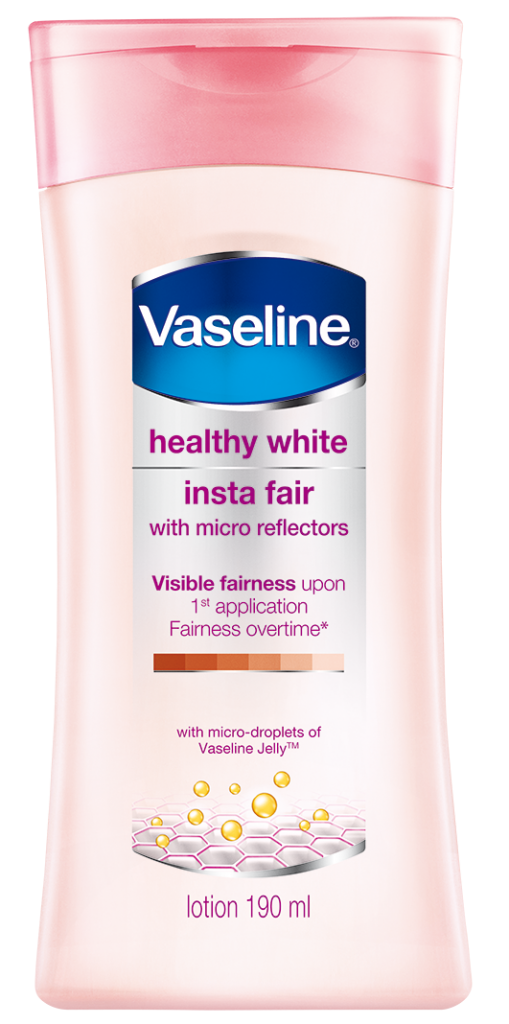 Vaseline®
healthy white
insta fair
with micro reflectors
Visible fairness upon
1st application
Fairness overtime*
with micro-droplets of
Vaseline Jelly™
lotion 190 ml